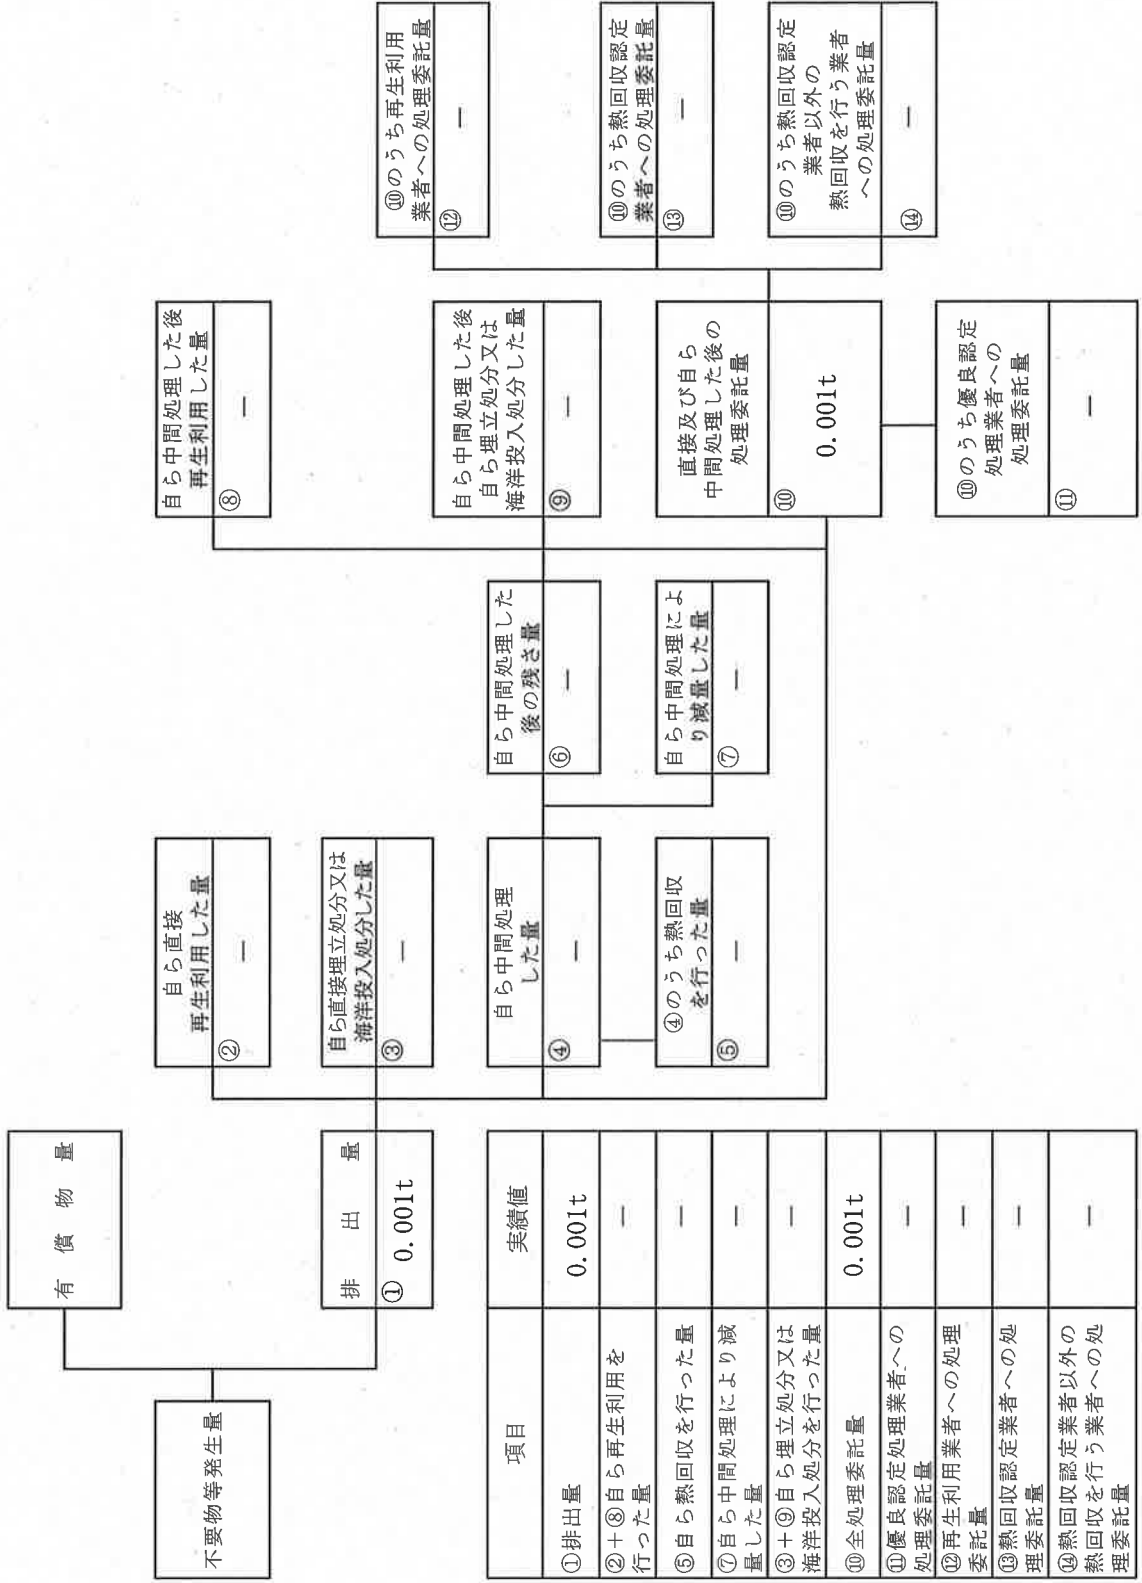 不要物等発生量
有償物量
排出量
① 0.001t
自ら直接
再生利用した量
②
－
自ら直接埋立処分又は
海洋投入処分した量
③
－
自ら中間処理
した量
④
－
④のうち熱回収
を行った量
⑤
－
自ら中間処理した
後の残さ量
⑥
－
自ら中間処理によ
り減量した量
⑦
－
自ら中間処理した後
再生利用した量
⑧
－
自ら中間処理した後
自ら埋立処分又は
海洋投入処分した量
⑨
－
直接及び自ら
中間処理した後の
処理委託量
⑩
0.001t
⑩のうち優良認定
処理業者への
処理委託量
⑪
－
⑩のうち再生利用
業者への処理委託量
⑫
－
⑩のうち熱回収認定
業者への処理委託量
⑬
－
⑩のうち熱回収認定
業者以外の
熱回収を行う業者
への処理委託量
⑭
－
項目 実績値
①排出量 0.001t
②＋⑧自ら再生利用を
行った量 －
⑤自ら熱回収を行った量 －
⑦自ら中間処理により減
量した量 －
③＋⑨自ら埋立処分又は
海洋投入処分を行った量 －
⑩全処理委託量 0.001t
⑪優良認定処理業者への
処理委託量 －
⑫再生利用業者への処理
委託量 －
⑬熱回収認定業者への処
理委託量 －
⑭熱回収認定業者以外の
熱回収を行う業者への処
理委託量 －